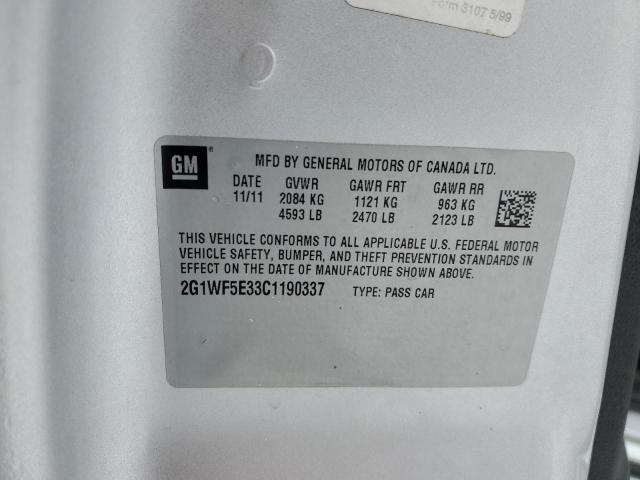 Form 3107 5/99
GM®
MFD BY GENERAL MOTORS OF CANADA LTD.
DATE GVWR GAWR FRT GAWR RR
11/11 2084 KG 1121 KG 963 KG
4593 LB 2470 LB 2123 LB
THIS VEHICLE CONFORMS TO ALL APPLICABLE U.S. FEDERAL MOTOR
VEHICLE SAFETY, BUMPER, AND THEFT PREVENTION STANDARDS IN
EFFECT ON THE DATE OF MANUFACTURE SHOWN ABOVE.
2G1WF5E33C1190337 TYPE: PASS CAR